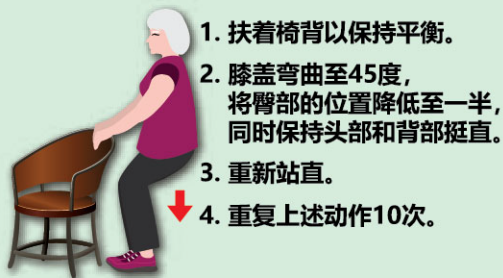 1. 扶着椅背以保持平衡。
2. 膝盖弯曲至45度，
将臀部的位置降低至一半，
同时保持头部和背部挺直。
3. 重新站直。
4. 重复上述动作10次。